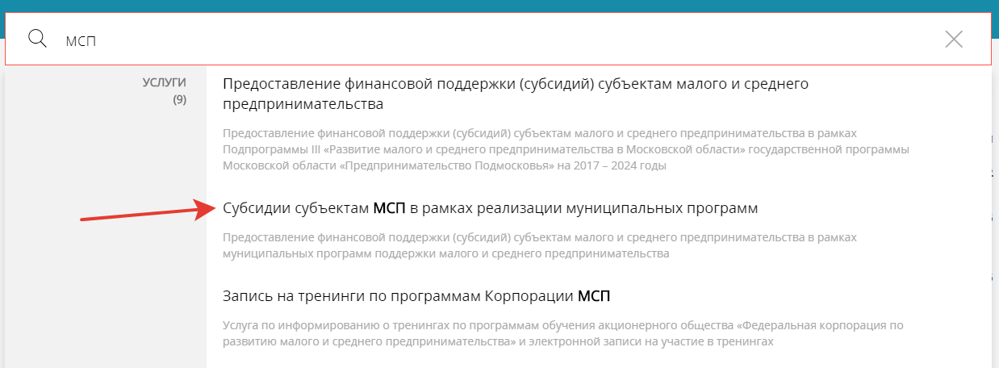 МСП
УСЛУГИ
(9)
Предоставление финансовой поддержки (субсидий) субъектам малого и среднего
предпринимательства
Предоставление финансовой поддержки (субсидий) субъектам малого и среднего предпринимательства в рамках
Подпрограммы III «Развитие малого и среднего предпринимательства в Московской области» государственной программы
Московской области «Предпринимательство Подмосковья» на 2017 – 2024 годы
Субсидии субъектам МСП в рамках реализации муниципальных программ
Предоставление финансовой поддержки (субсидий) субъектам малого и среднего предпринимательства в рамках
муниципальных программ поддержки малого и среднего предпринимательства
Запись на тренинги по программам Корпорации МСП
Услуга по информированию о тренингах по программам обучения акционерного общества «Федеральная корпорация по
развитию малого и среднего предпринимательства» и электронной записи на участие в тренингах